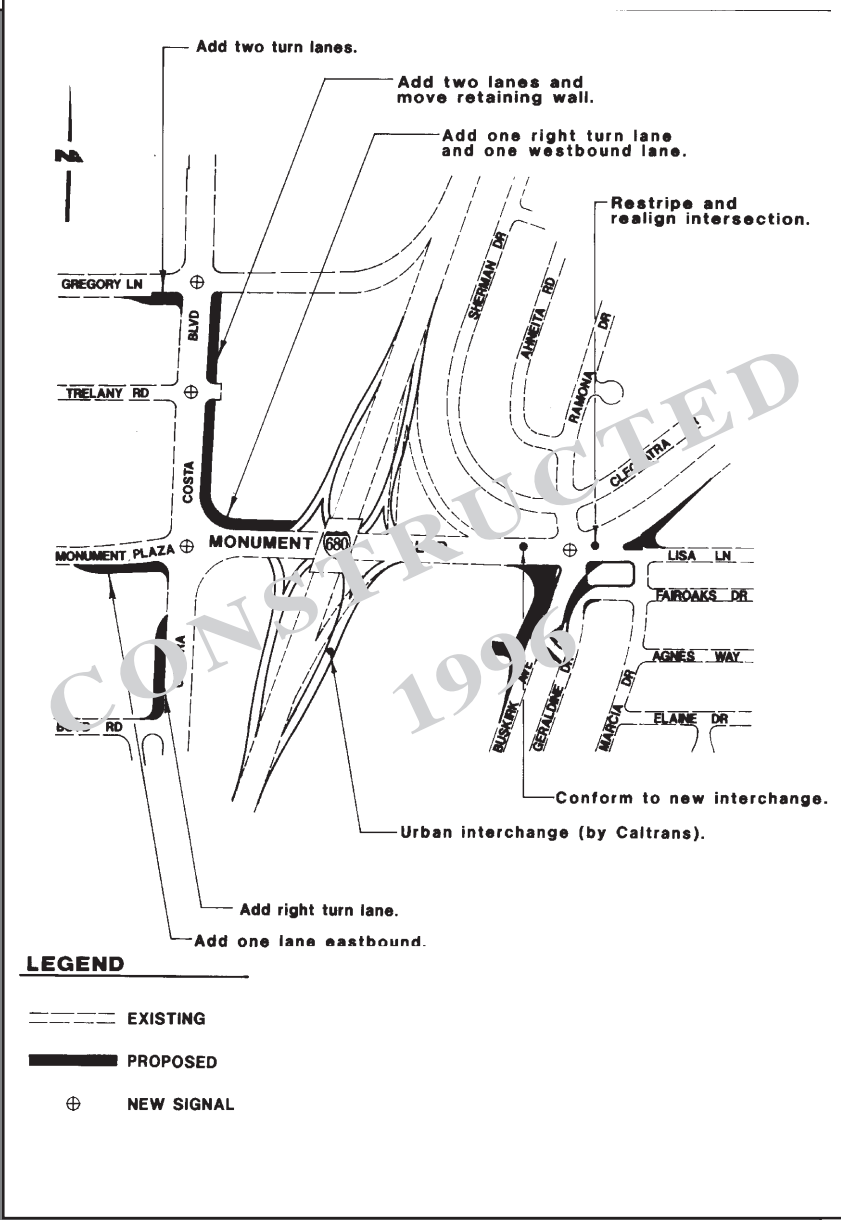 Add two turn lanes.
Add two lanes and
move retaining wall.
Add one right turn lane
and one westbound lane.
Restripe and
realign intersection.
N
GREGORY LN
BLVD
SHERMAN DR
AHNEITA RD
RAMONA DR
TRELANY RD
COSTA
MONUMENT PLAZA
MONUMENT
680
LISA LN
FAIROAKS DR
AGNES WAY
ELAINE DR
BUSKIRK AVE
GERALDINE
MARCIA DR
RD
CONSTRUCTED
1996
Conform to new interchange.
Urban interchange (by Caltrans).
Add right turn lane.
Add one lane eastbound.
LEGEND
EXISTING
PROPOSED
NEW SIGNAL